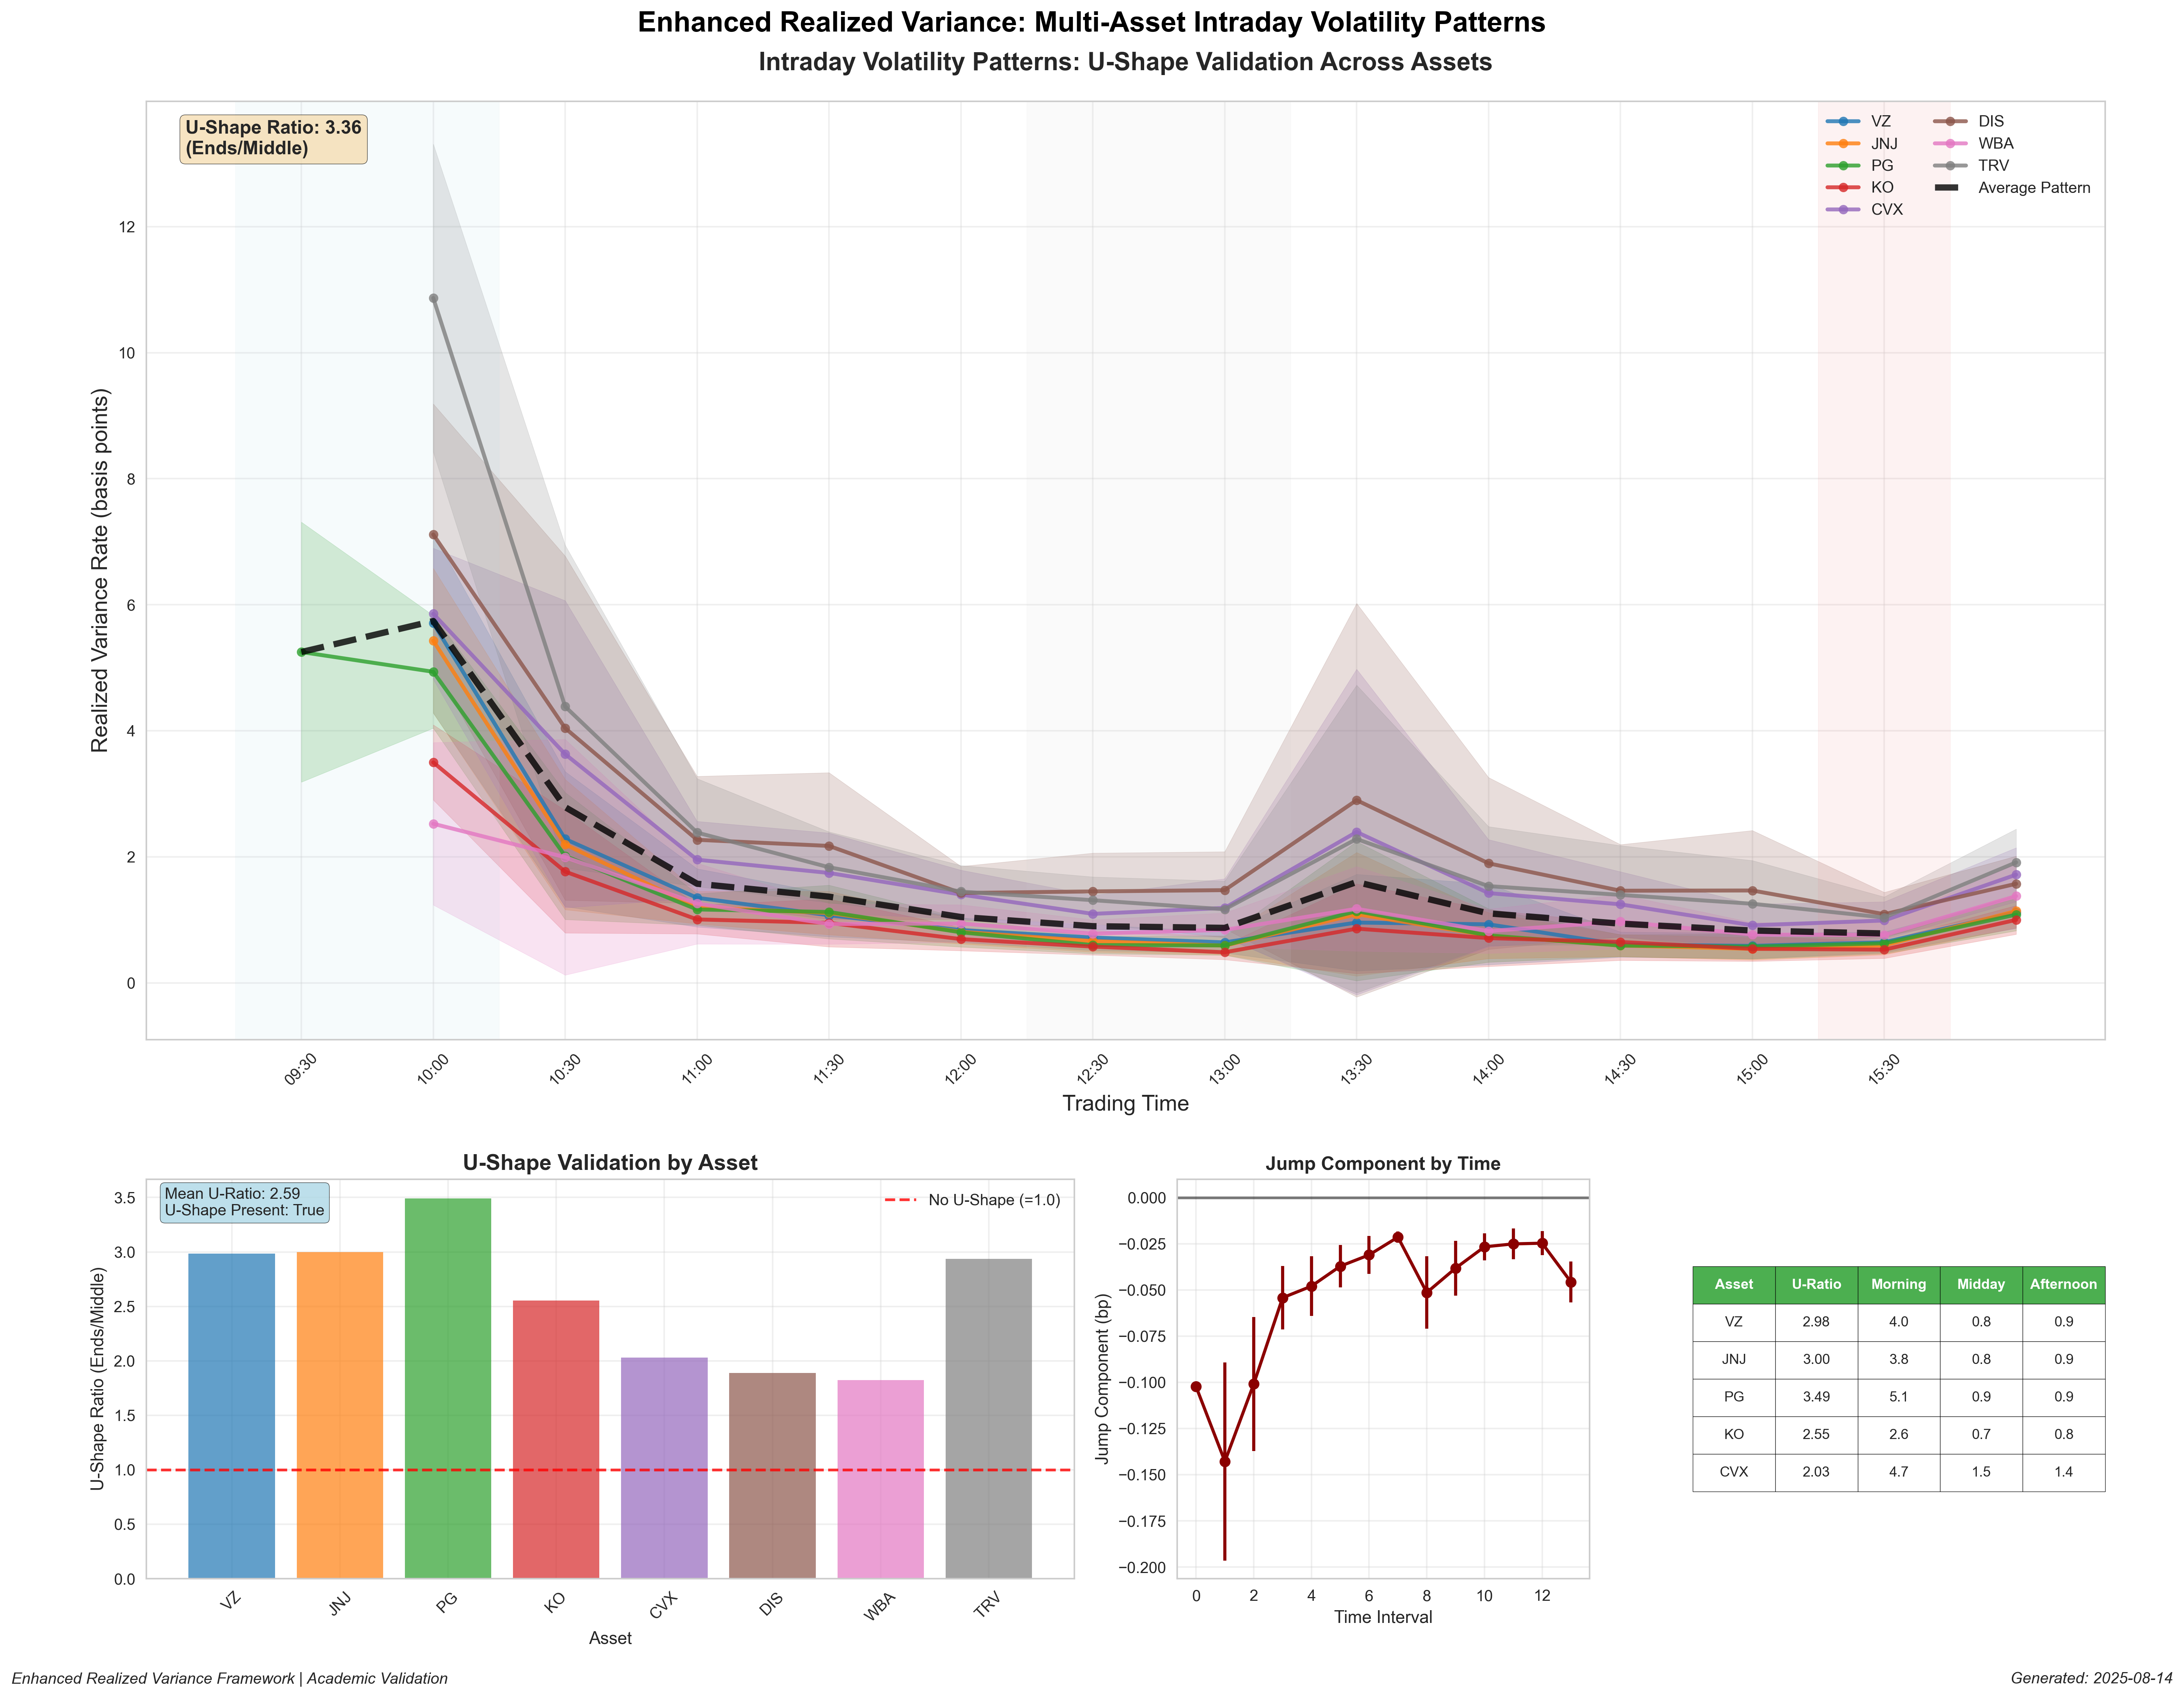 Enhanced Realized Variance: Multi-Asset Intraday Volatility Patterns
Intraday Volatility Patterns: U-Shape Validation Across Assets
U-Shape Ratio: 3.36
(Ends/Middle)
VZ
JNJ
PG
KO
CVX
DIS
WBA
TRV
Average Pattern
Realized Variance Rate (basis points)
12
10
8
6
4
2
0
09:30 10:00 10:30 11:00 11:30 12:00 12:30 13:00 13:30 14:00 14:30 15:00 15:30
Trading Time
U-Shape Validation by Asset
Mean U-Ratio: 2.59
U-Shape Present: True
No U-Shape (=1.0)
U-Shape Ratio (Ends/Middle)
3.5
3.0
2.5
2.0
1.5
1.0
0.5
0.0
VZ JNJ PG KO CVX DIS WBA TRV
Asset
Jump Component by Time
Jump Component (bp)
0.000
−0.025
−0.050
−0.075
−0.100
−0.125
−0.150
−0.175
−0.200
0 2 4 6 8 10 12
Time Interval
Asset U-Ratio Morning Midday Afternoon
VZ 2.98 4.0 0.8 0.9
JNJ 3.00 3.8 0.8 0.9
PG 3.49 5.1 0.9 0.9
KO 2.55 2.6 0.7 0.8
CVX 2.03 4.7 1.5 1.4
Enhanced Realized Variance Framework | Academic Validation
Generated: 2025-08-14